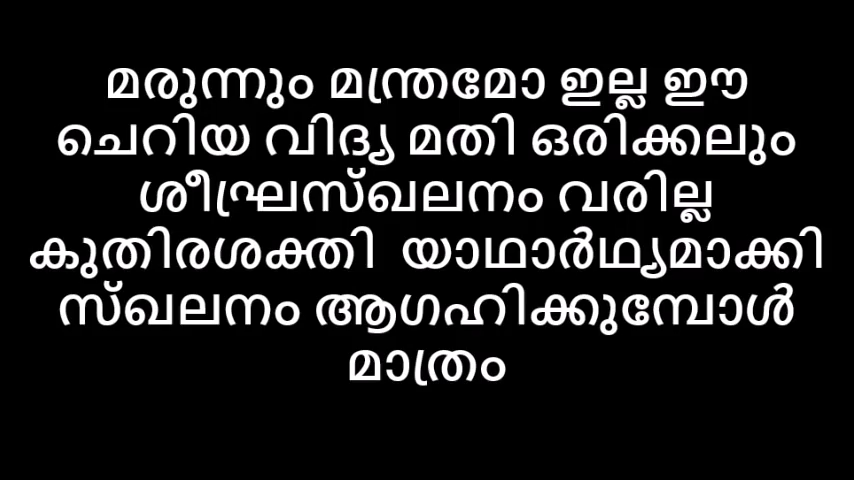 മരുന്നും മന്ത്രമോ ഇല്ല ഈ
ചെറിയ വിദ്യ മതി ഒരിക്കലും
ശീഘ്രസ്ഖലനം വരില്ല
കുതിരശക്തി യാഥാർഥ്യമാക്കി
സ്ഖലനം ആഗഹിക്കുമ്പോൾ
മാത്രം